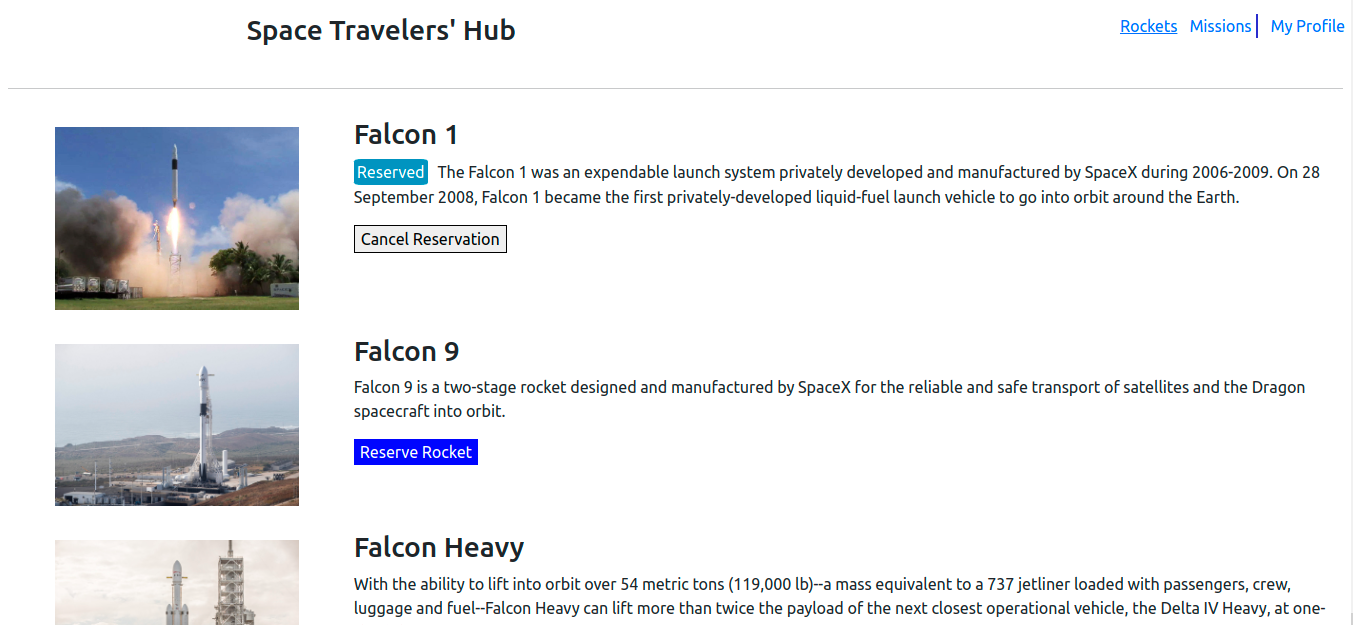 Space Travelers' Hub
Rockets Missions My Profile
Falcon 1
Reserved The Falcon 1 was an expendable launch system privately developed and manufactured by SpaceX during 2006-2009. On 28
September 2008, Falcon 1 became the first privately-developed liquid-fuel launch vehicle to go into orbit around the Earth.
Cancel Reservation
Falcon 9
Falcon 9 is a two-stage rocket designed and manufactured by SpaceX for the reliable and safe transport of satellites and the Dragon
spacecraft into orbit.
Reserve Rocket
Falcon Heavy
With the ability to lift into orbit over 54 metric tons (119,000 lb)--a mass equivalent to a 737 jetliner loaded with passengers, crew,
luggage and fuel--Falcon Heavy can lift more than twice the payload of the next closest operational vehicle, the Delta IV Heavy, at one-